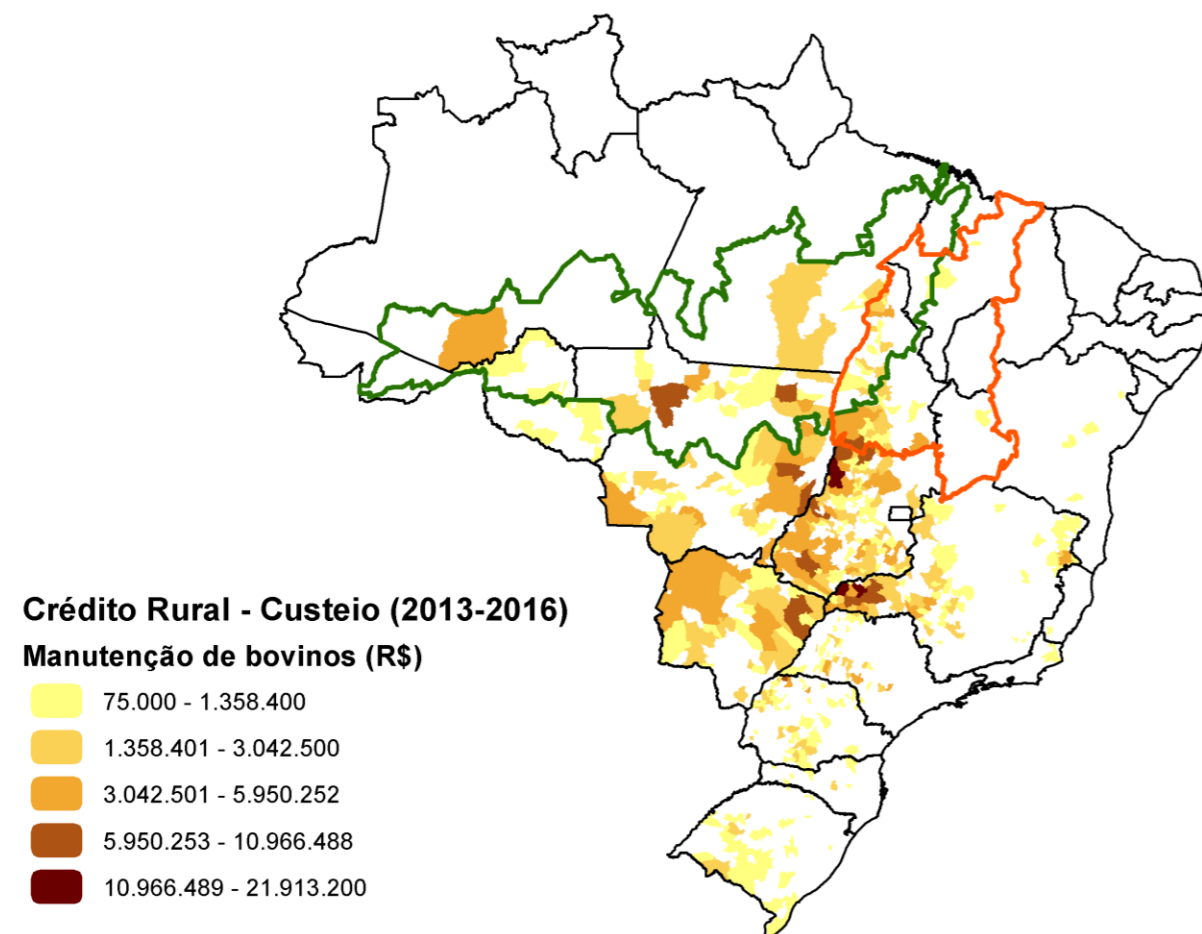 Crédito Rural - Custeio (2013-2016)
Manutenção de bovinos (R$)
75.000 - 1.358.400
1.358.401 - 3.042.500
3.042.501 - 5.950.252
5.950.253 - 10.966.488
10.966.489 - 21.913.200